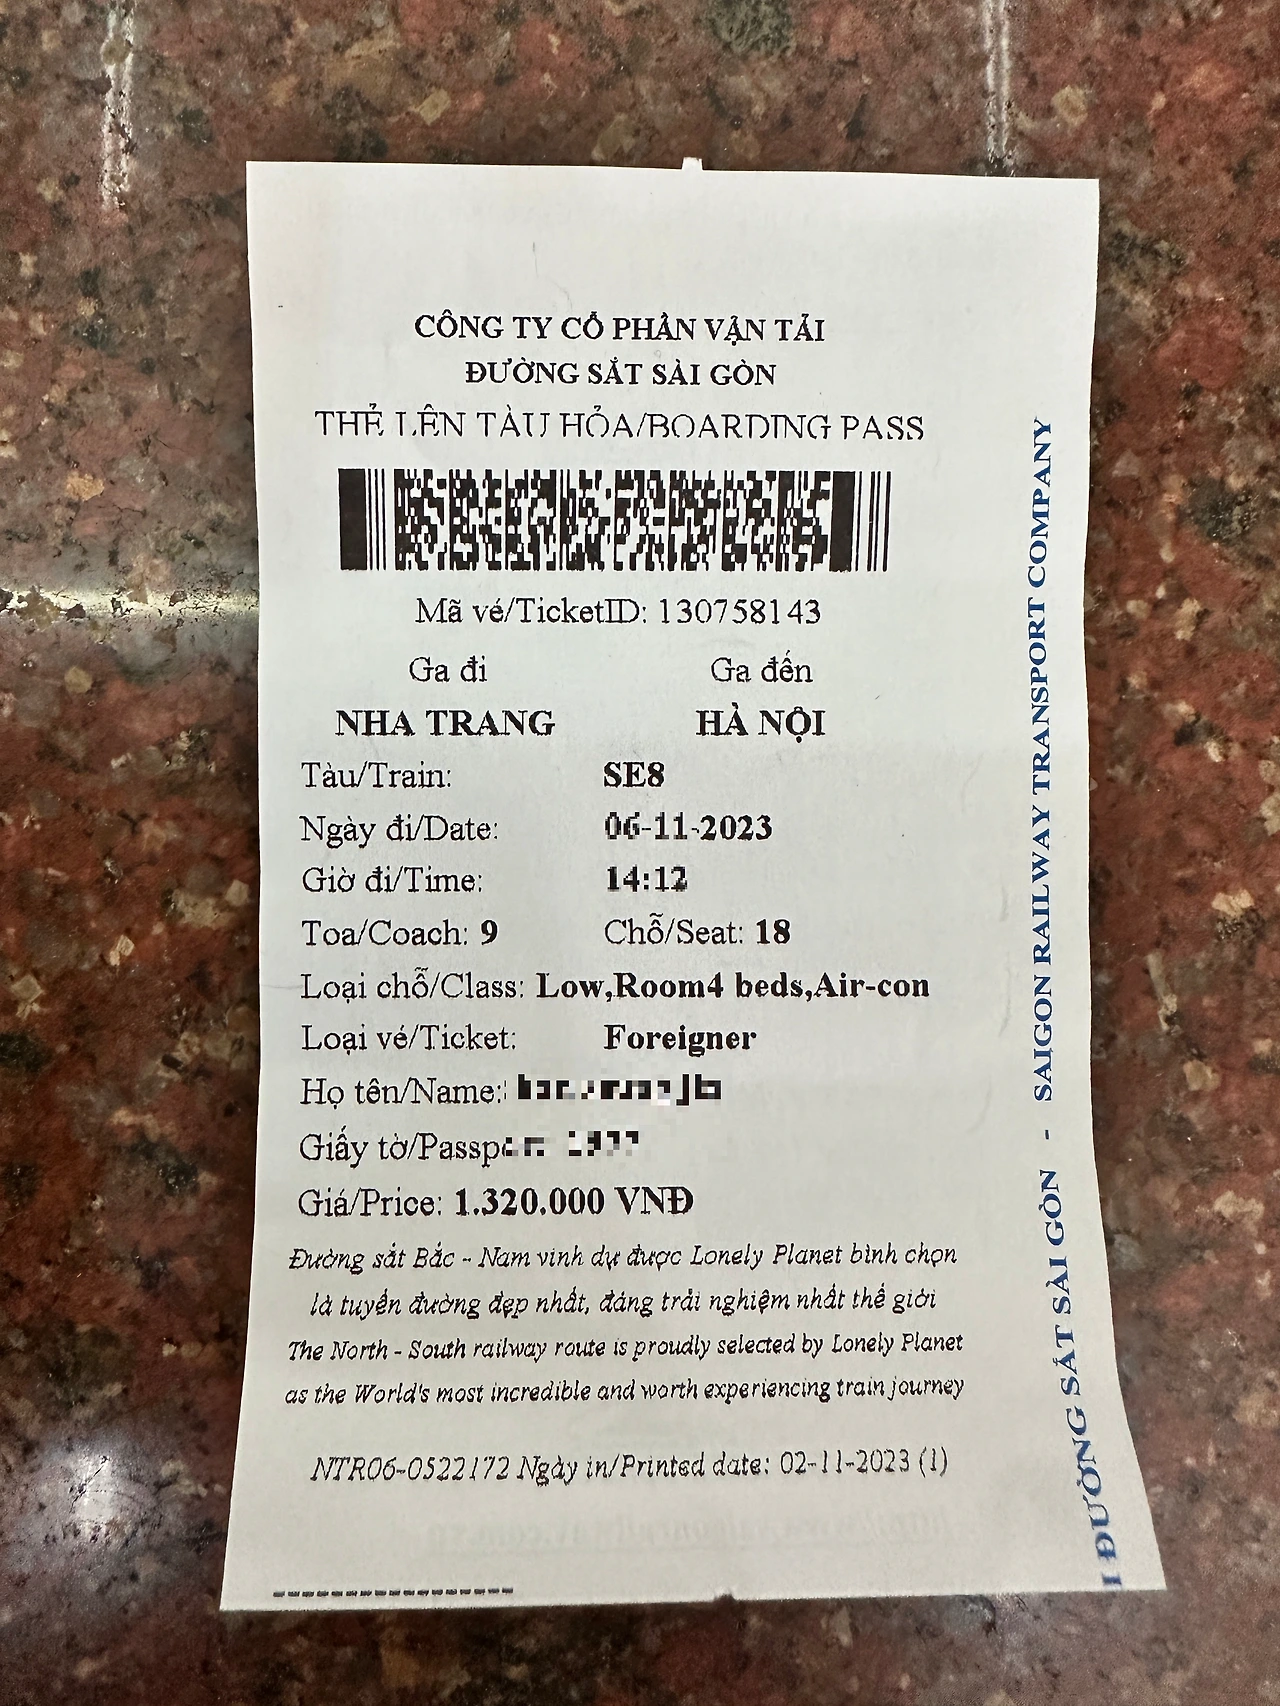 CÔNG TY CỔ PHẦN VẬN TẢI
ĐƯỜNG SẮT SÀI GÒN
THẺ LÊN TÀU HỎA/BOARDING PASS
Mã vé/TicketID: 130758143
Ga đi Ga đến
NHA TRANG HÀ NỘI
Tàu/Train: SE8
Ngày đi/Date: 06-11-2023
Giờ đi/Time: 14:12
Toa/Coach: 9 Chỗ/Seat: 18
Loại chỗ/Class: Low,Room4 beds,Air-con
Loại vé/Ticket: Foreigner
Họ tên/Name:
Giấy tờ/
Giá/Price: 1.320.000 VNĐ
Đường sắt Bắc - Nam vinh dự được Lonely Planet bình chọn
là tuyến đường đẹp nhất, đáng trải nghiệm nhất thế giới
The North - South railway route is proudly selected by Lonely Planet
as the World's most incredible and worth experiencing train journey
NTR06-0522172 Ngày in/Printed date: 02-11-2023 (1)
I ĐƯỜNG SẮT SÀI GÒN - SAIGON RAILWAY TRANSPORT COMPANY